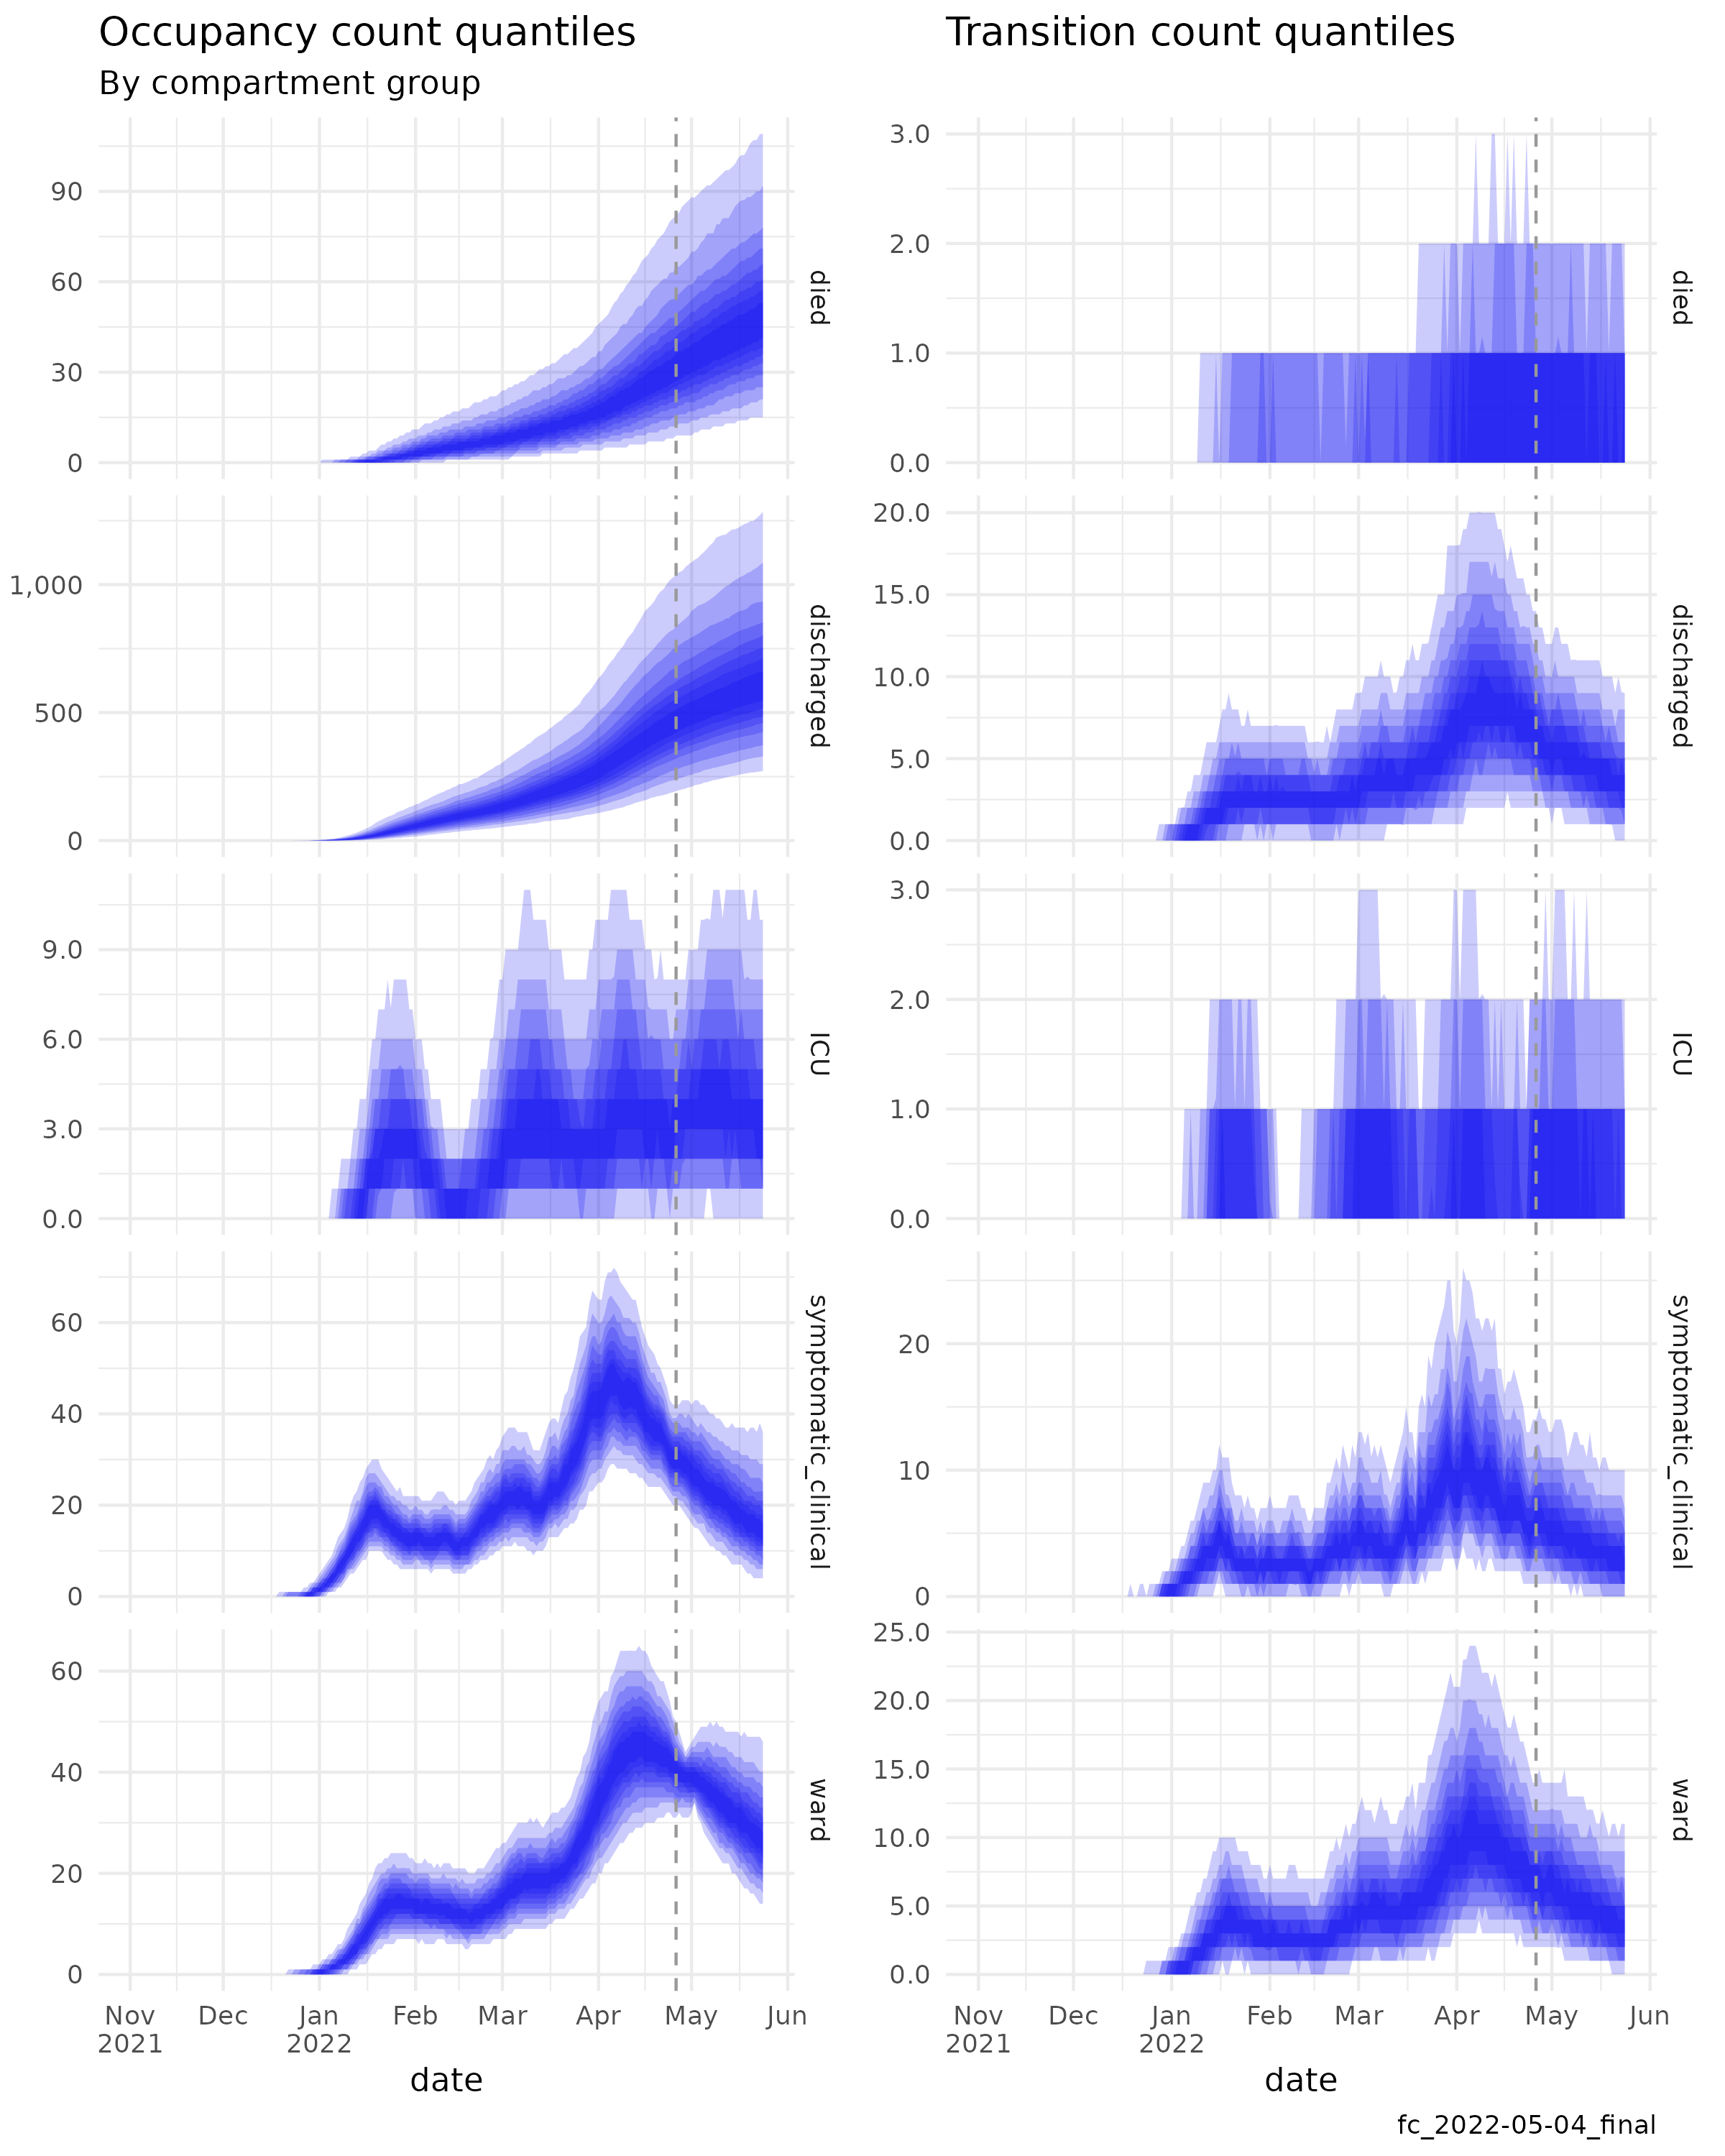 Occupancy count quantiles
By compartment group
90
60
30
0
died
1,000
500
0
discharged
9.0
6.0
3.0
0.0
ICU
60
40
20
0
symptomatic_clinical
60
40
20
0
ward
Nov Dec Jan Feb Mar Apr May Jun
2021 2022
date
Transition count quantiles
3.0
2.0
1.0
0.0
died
20.0
15.0
10.0
5.0
0.0
discharged
3.0
2.0
1.0
0.0
ICU
20
10
0
symptomatic_clinical
25.0
20.0
15.0
10.0
5.0
0.0
ward
Nov Dec Jan Feb Mar Apr May Jun
2021 2022
date
fc_2022-05-04_final